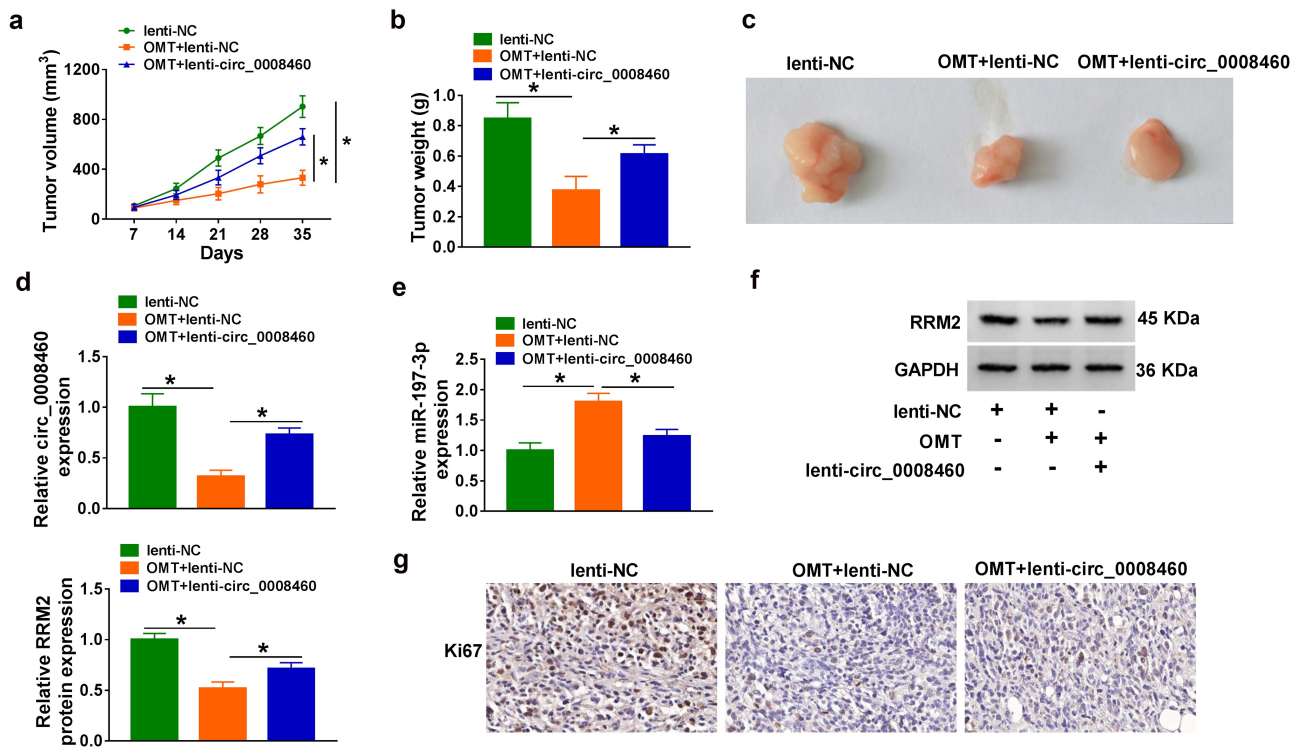 a
lenti-NC
OMT+lenti-NC
OMT+lenti-circ_0008460
Tumor volume (mm3)
1200
800
400
0
7 14 21 28 35
Days
*
*
b
lenti-NC
OMT+lenti-NC
OMT+lenti-circ_0008460
Tumor weight (g)
1.0
0.8
0.6
0.4
0.2
0.0
*
*
c
lenti-NC OMT+lenti-NC OMT+lenti-circ_0008460
d
lenti-NC
OMT+lenti-NC
OMT+lenti-circ_0008460
Relative circ_0008460
expression
1.5
1.0
0.5
0.0
*
*
e
lenti-NC
OMT+lenti-NC
OMT+lenti-circ_0008460
Relative miR-197-3p
expression
2.5
2.0
1.5
1.0
0.5
0.0
*
*
f
RRM2 45 KDa
GAPDH 36 KDa
lenti-NC + + -
OMT - + +
lenti-circ_0008460 - - +
lenti-NC
OMT+lenti-NC
OMT+lenti-circ_0008460
Relative RRM2
protein expression
1.5
1.0
0.5
0.0
*
*
g
lenti-NC OMT+lenti-NC OMT+lenti-circ_0008460
Ki67